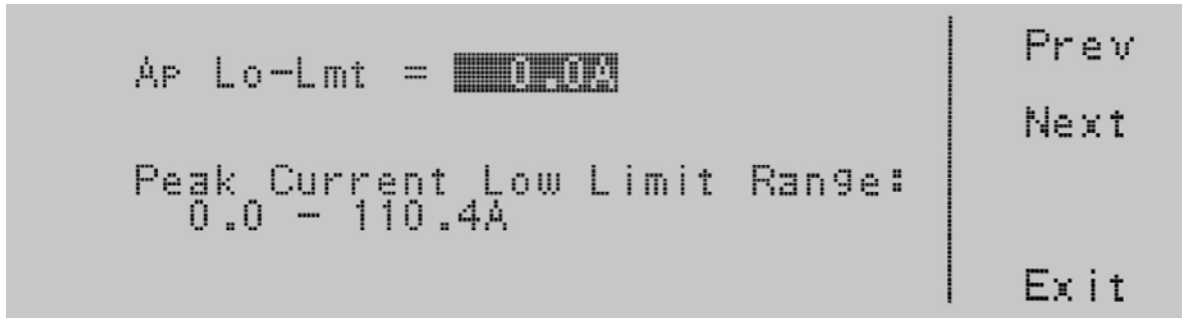 Ap Lo-Lmt = 0.0A
Peak Current Low Limit Range:
0.0 - 110.4A
Prev
Next
Exit